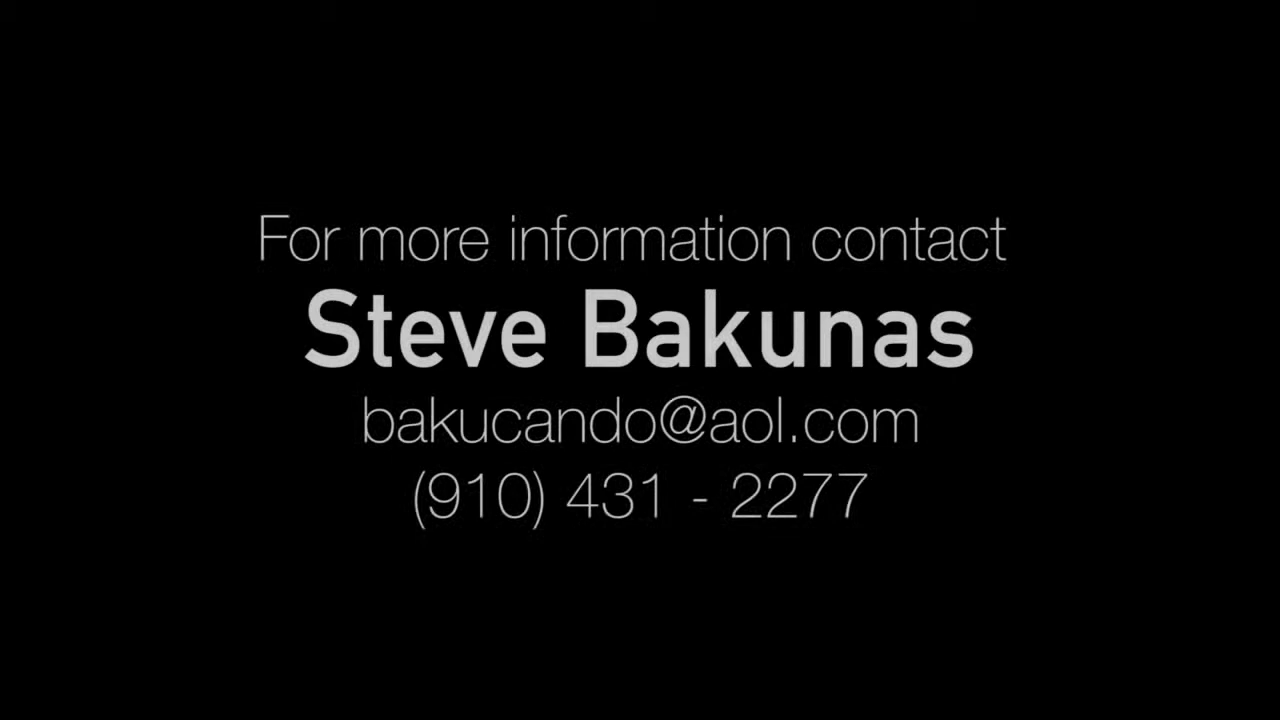 For more information contact
Steve Bakunas
bakucando@aol.com
(910) 431 - 2277